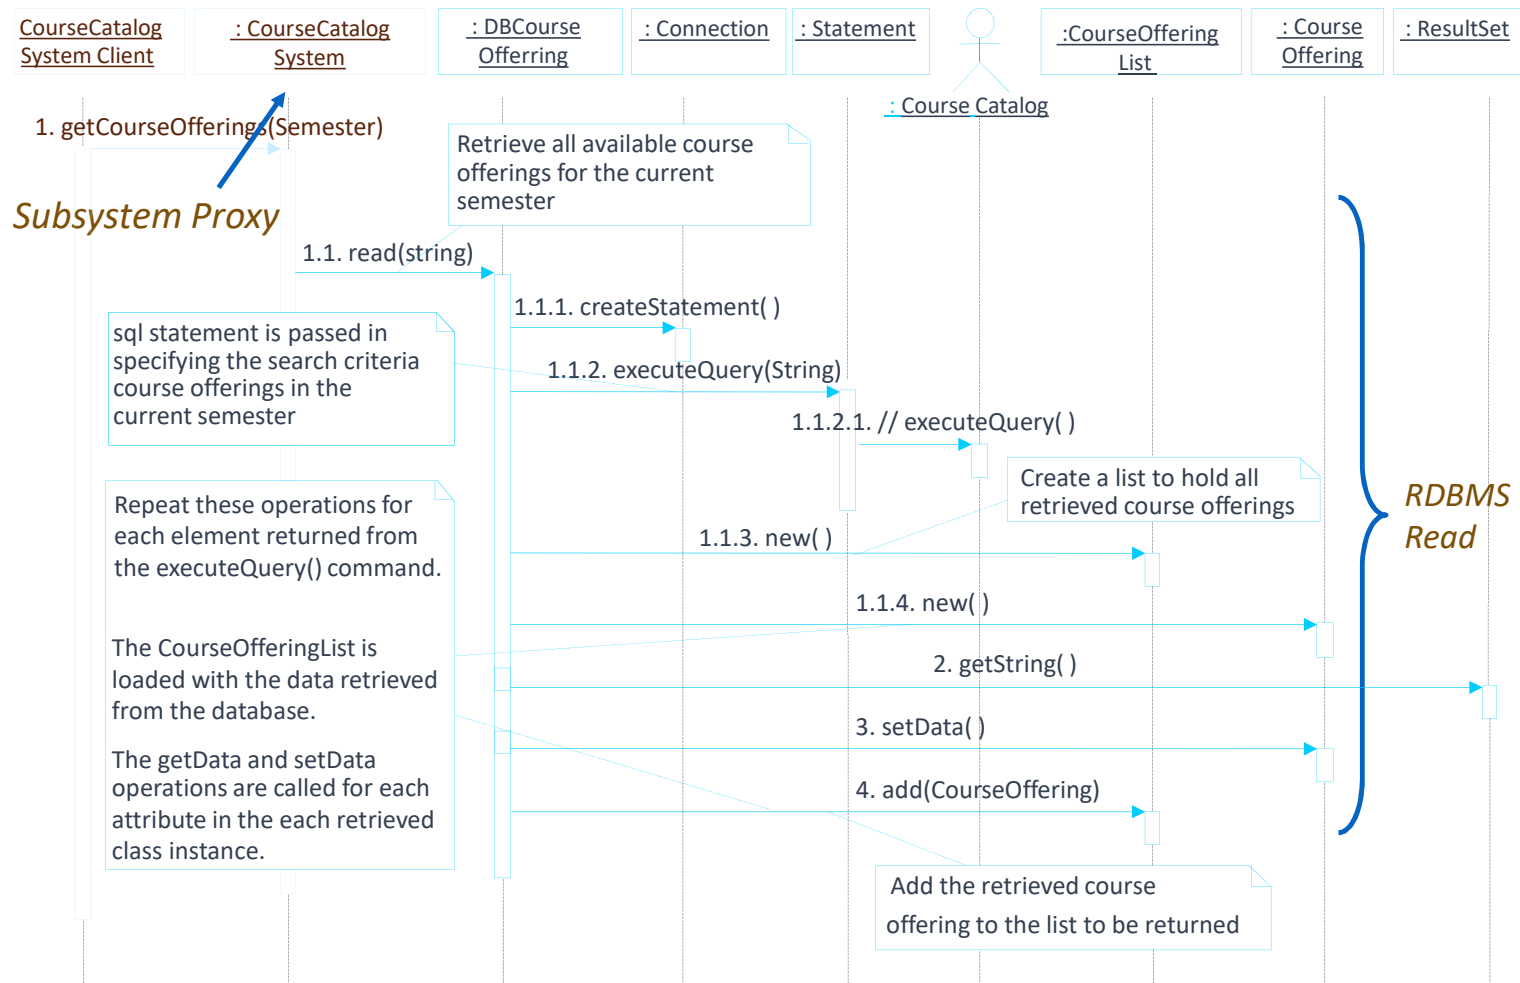 CourseCatalog
System Client
: CourseCatalog
System
: DBCourse
Offerring
: Connection
: Statement
: Course Catalog
:CourseOffering
List
: Course
Offering
: ResultSet
1. getCourseOfferings(Semester)
Subsystem Proxy
Retrieve all available course
offerings for the current
semester
1.1. read(string)
1.1.1. createStatement( )
sql statement is passed in
specifying the search criteria
course offerings in the
current semester
1.1.2. executeQuery(String)
1.1.2.1. // executeQuery( )
Create a list to hold all
retrieved course offerings
RDBMS
Read
Repeat these operations for
each element returned from
the executeQuery() command.
The CourseOfferingList is
loaded with the data retrieved
from the database.
The getData and setData
operations are called for each
attribute in the each retrieved
class instance.
1.1.3. new( )
1.1.4. new( )
2. getString( )
3. setData( )
4. add(CourseOffering)
Add the retrieved course
offering to the list to be returned